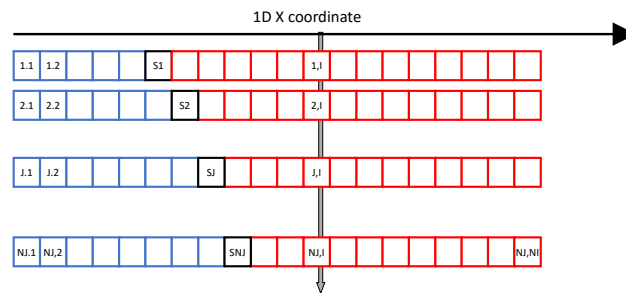 1D X coordinate
1.1 1.2 S1 1,I
2.1 2.2 S2 2,I
J.1 J.2 SJ J,I
NJ.1 NJ,2 SNJ NJ,I NJ,NI